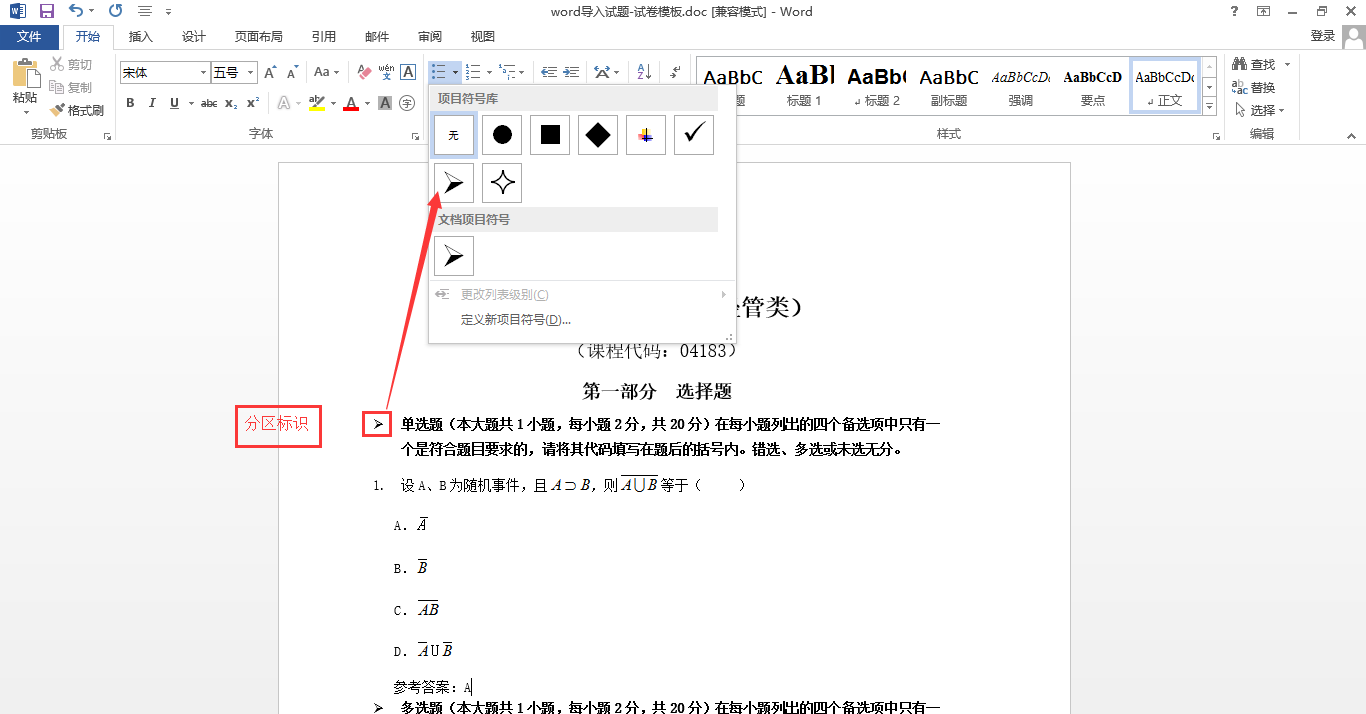 word导入试题-试卷模板.doc [兼容模式] - Word
文件 开始 插入 设计 页面布局 引用 邮件 审阅 视图 登录
粘贴 剪切 复制 格式刷
剪贴板
宋体 五号 Aa wén 文 A
B I U abc x₂ x² A aby A A 字
字体
AaBbC AaBl AaBb( AaBbC AaBbCcDı AaBbCcD AaBbCcDc
题 标题 1 标题 2 副标题 强调 要点 正文
样式
查找
替换
选择
编辑
项目符号库
无
文档项目符号
更改列表级别(C)
定义新项目符号(D)...
管类）
（课程代码：04183）
第一部分 选择题
分区标识
➢ 单选题（本大题共 1 小题，每小题 2 分，共 20 分）在每小题列出的四个备选项中只有一
个是符合题目要求的，请将其代码填写在题后的括号内。错选、多选或未选无分。
1. 设 A、B 为随机事件，且 A⊃B，则 A̅⋃̅B̅ 等于（ ）
A. A̅
B. B̅
C. A̅B̅
D. A̅∪B̅
参考答案：A
➢ 多选题（本大题共 1 小题，每小题 2 分，共 20 分）在每小题列出的四个备选项中只有一